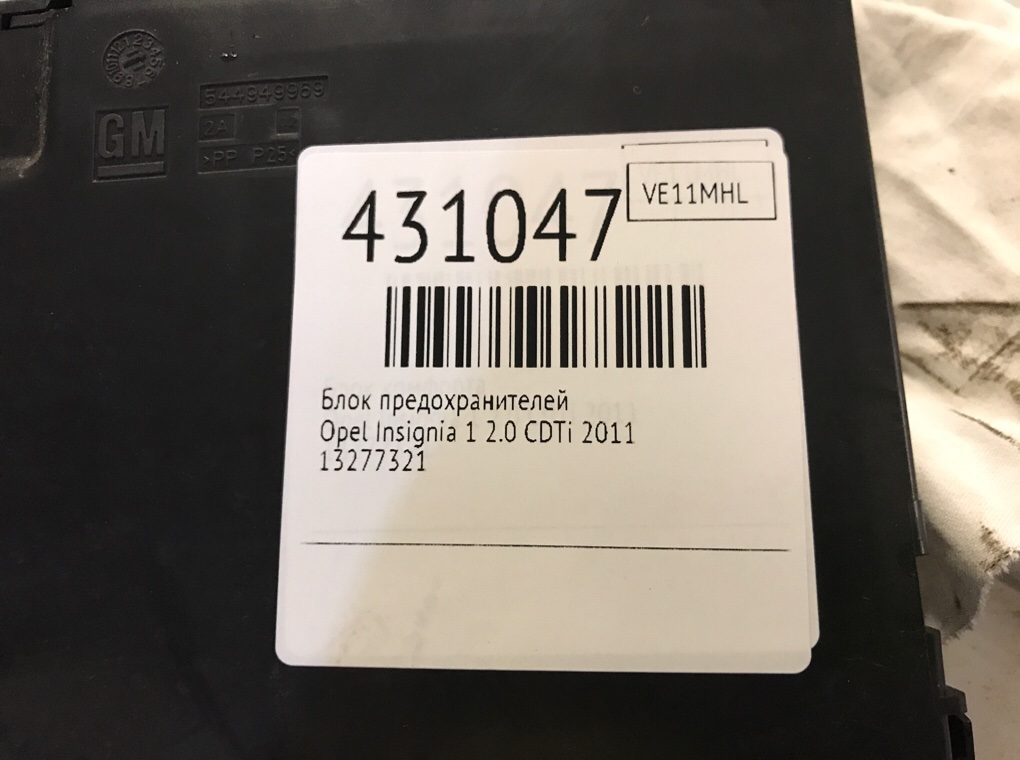 544949969
GM
2A
>PP P25<
VE11MHL
431047
Блок предохранителей
Opel Insignia 1 2.0 CDTi 2011
13277321